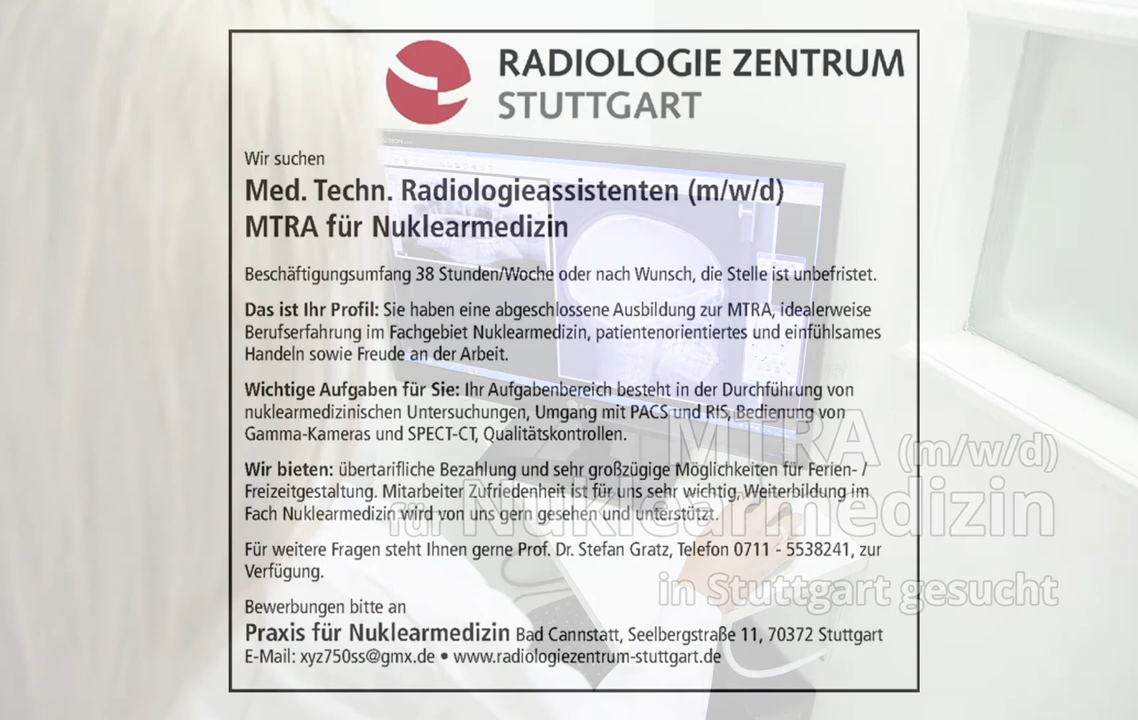 RADIOLOGIE ZENTRUM
STUTTGART
Wir suchen
Med. Techn. Radiologieassistenten (m/w/d)
MTRA für Nuklearmedizin
Beschäftigungsumfang 38 Stunden/Woche oder nach Wunsch, die Stelle ist unbefristet.
Das ist Ihr Profil: Sie haben eine abgeschlossene Ausbildung zur MTRA, idealerweise
Berufserfahrung im Fachgebiet Nuklearmedizin, patientenorientiertes und einfühlsames
Handeln sowie Freude an der Arbeit.
Wichtige Aufgaben für Sie: Ihr Aufgabenbereich besteht in der Durchführung von
nuklearmedizinischen Untersuchungen, Umgang mit PACS und RIS, Bedienung von
Gamma-Kameras und SPECT-CT, Qualitätskontrollen.
Wir bieten: übertarifliche Bezahlung und sehr großzügige Möglichkeiten für Ferien- /
Freizeitgestaltung. Mitarbeiter Zufriedenheit ist für uns sehr wichtig, Weiterbildung im
Fach Nuklearmedizin wird von uns gern gesehen und unterstützt.
Für weitere Fragen steht Ihnen gerne Prof. Dr. Stefan Gratz, Telefon 0711 - 5538241, zur
Verfügung.
Bewerbungen bitte an
Praxis für Nuklearmedizin Bad Cannstatt, Seelbergstraße 11, 70372 Stuttgart
E-Mail: xyz750ss@gmx.de • www.radiologiezentrum-stuttgart.de
MTRA (m/w/d)
für Nuklearmedizin
in Stuttgart gesucht